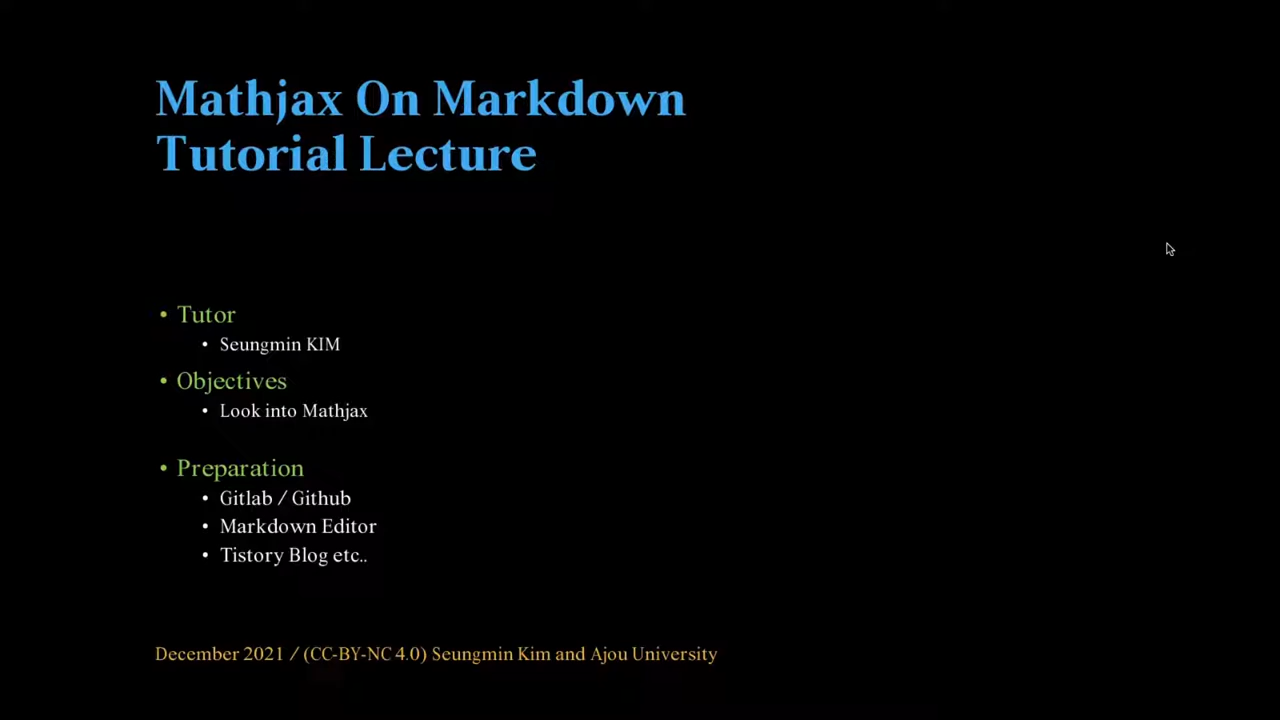 Mathjax On Markdown
Tutorial Lecture
• Tutor
• Seungmin KIM
• Objectives
• Look into Mathjax
• Preparation
• Gitlab / Github
• Markdown Editor
• Tistory Blog etc..
December 2021 / (CC-BY-NC 4.0) Seungmin Kim and Ajou University